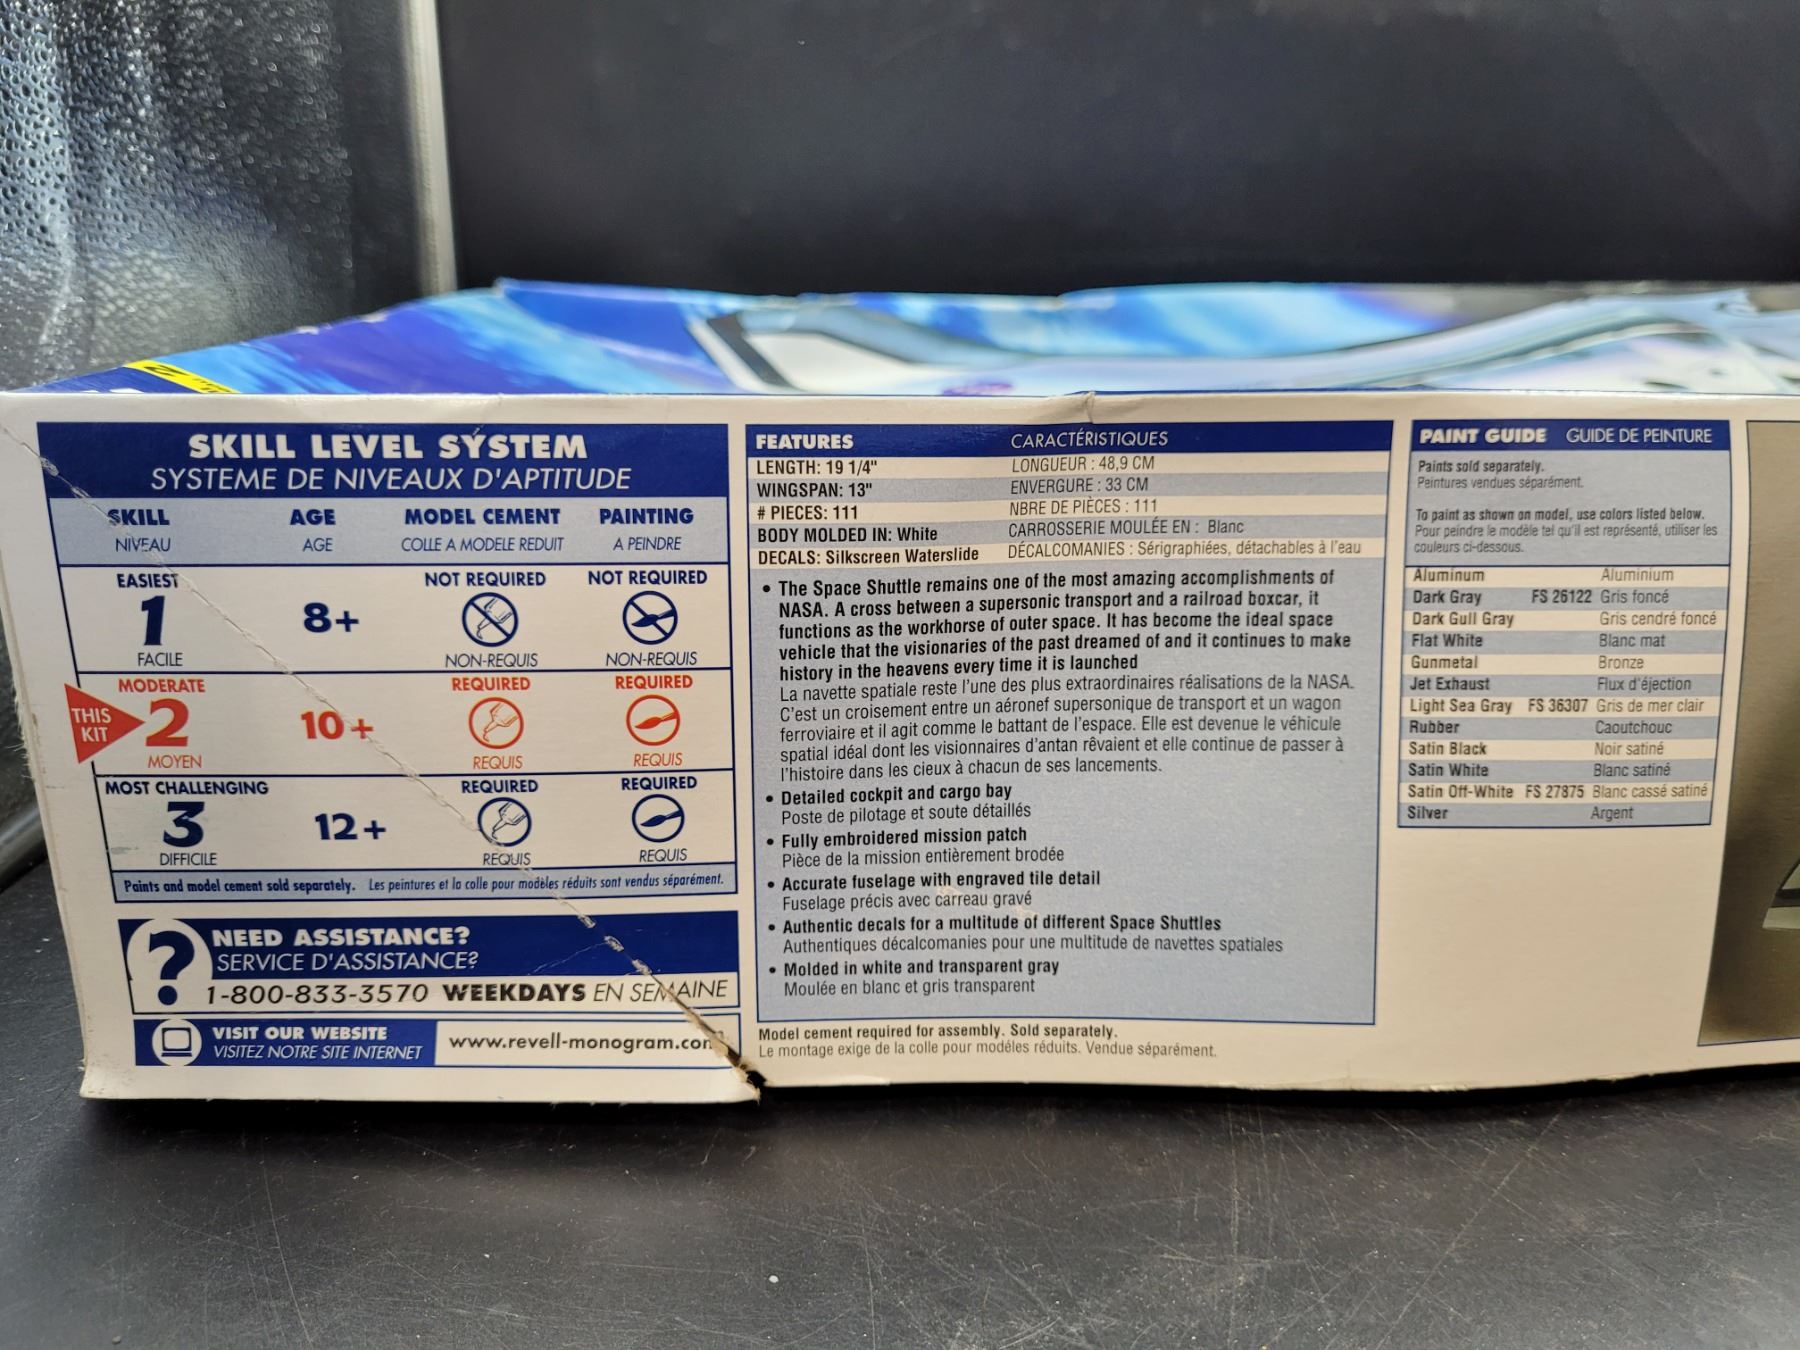 SKILL LEVEL SYSTEM
SYSTEME DE NIVEAUX D'APTITUDE
SKILL AGE MODEL CEMENT PAINTING
NIVEAU AGE COLLE A MODELE REDUIT A PEINDRE
EASIEST NOT REQUIRED NOT REQUIRED
1 8+
FACILE NON-REQUIS NON-REQUIS
MODERATE REQUIRED REQUIRED
THIS KIT 2 10+
MOYEN REQUIS REQUIS
MOST CHALLENGING REQUIRED REQUIRED
3 12+
DIFFICILE REQUIS REQUIS
Paints and model cement sold separately. Les peintures et la colle pour modèles réduits sont vendus séparément.
? NEED ASSISTANCE?
SERVICE D'ASSISTANCE?
1-800-833-3570 WEEKDAYS EN SEMAINE
VISIT OUR WEBSITE
VISITEZ NOTRE SITE INTERNET
www.revell-monogram.com
FEATURES CARACTÉRISTIQUES
LENGTH: 19 1/4" LONGUEUR : 48,9 CM
WINGSPAN: 13" ENVERGURE : 33 CM
# PIECES: 111 NBRE DE PIÈCES : 111
BODY MOLDED IN: White CARROSSERIE MOULÉE EN : Blanc
DECALS: Silkscreen Waterslide DÉCALCOMANIES : Sérigraphiées, détachables à l'eau
• The Space Shuttle remains one of the most amazing accomplishments of
NASA. A cross between a supersonic transport and a railroad boxcar, it
functions as the workhorse of outer space. It has become the ideal space
vehicle that the visionaries of the past dreamed of and it continues to make
history in the heavens every time it is launched
La navette spatiale reste l'une des plus extraordinaires réalisations de la NASA.
C'est un croisement entre un aéronef supersonique de transport et un wagon
ferroviaire et il agit comme le battant de l'espace. Elle est devenue le véhicule
spatial idéal dont les visionnaires d'antan rêvaient et elle continue de passer à
l'histoire dans les cieux à chacun de ses lancements.
• Detailed cockpit and cargo bay
Poste de pilotage et soute détaillés
• Fully embroidered mission patch
Pièce de la mission entièrement brodée
• Accurate fuselage with engraved tile detail
Fuselage précis avec carreau gravé
• Authentic decals for a multitude of different Space Shuttles
Authentiques décalcomanies pour une multitude de navettes spatiales
• Molded in white and transparent gray
Moulée en blanc et gris transparent
Model cement required for assembly. Sold separately.
Le montage exige de la colle pour modéles réduits. Vendue séparément.
PAINT GUIDE GUIDE DE PEINTURE
Paints sold separately.
Peintures vendues séparément.
To paint as shown on model, use colors listed below.
Pour peindre le modèle tel qu'il est représenté, utiliser les
couleurs ci-dessous.
Aluminum Aluminium
Dark Gray FS 26122 Gris foncé
Dark Gull Gray Gris cendré foncé
Flat White Blanc mat
Gunmetal Bronze
Jet Exhaust Flux d'éjection
Light Sea Gray FS 36307 Gris de mer clair
Rubber Caoutchouc
Satin Black Noir satiné
Satin White Blanc satiné
Satin Off-White FS 27875 Blanc cassé satiné
Silver Argent